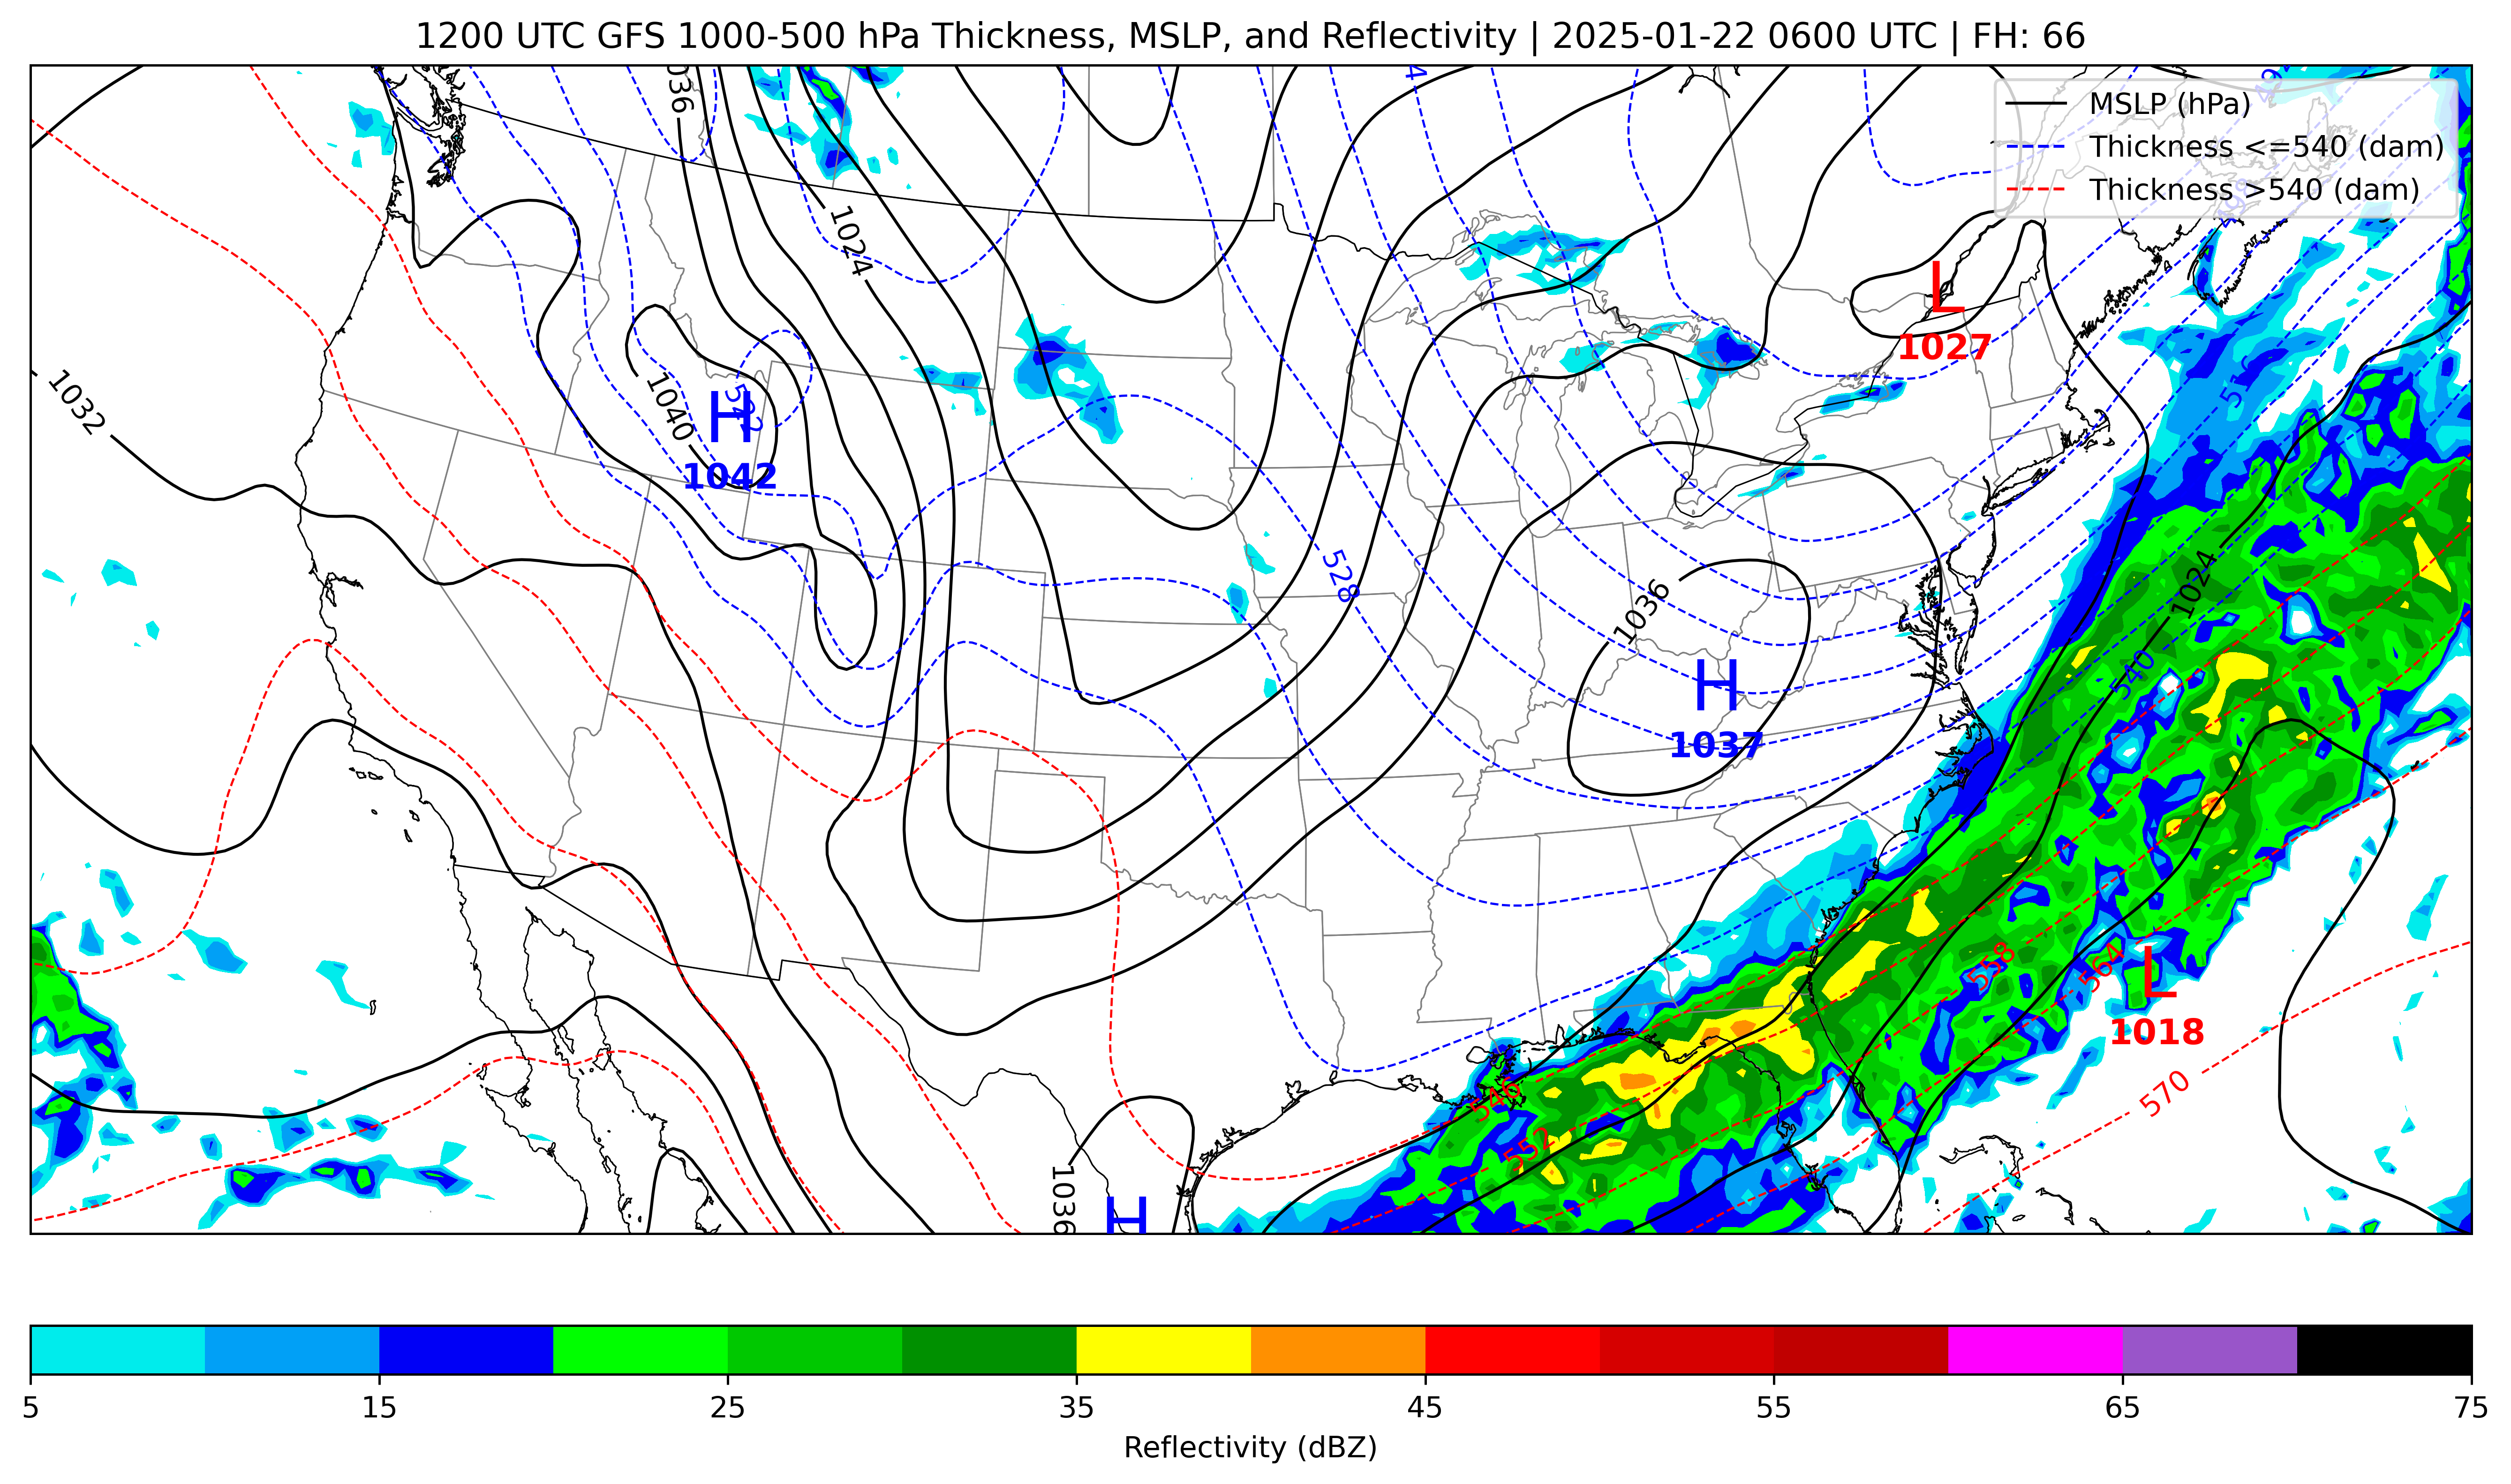 1200 UTC GFS 1000-500 hPa Thickness, MSLP, and Reflectivity | 2025-01-22 0600 UTC | FH: 66
MSLP (hPa)
Thickness <=540 (dam)
Thickness >540 (dam)
1024
L
1027
1032
1040
522
H
1042
516
528
1024
1036
540
H
1037
558
564
L
1018
546
570
552
1036
H
5
15
25
35
45
55
65
75
Reflectivity (dBZ)